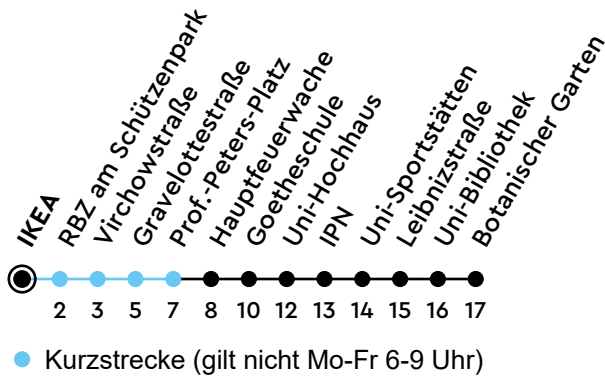 IKEA
RBZ am Schützenpark
Virchowstraße
Gravelottestraße
Prof.-Peters-Platz
Hauptfeuerwache
Goetheschule
Uni-Hochhaus
IPN
Uni-Sportstätten
Leibnizstraße
Uni-Bibliothek
Botanischer Garten
2 3 5 7 8 10 12 13 14 15 16 17
Kurzstrecke (gilt nicht Mo-Fr 6-9 Uhr)